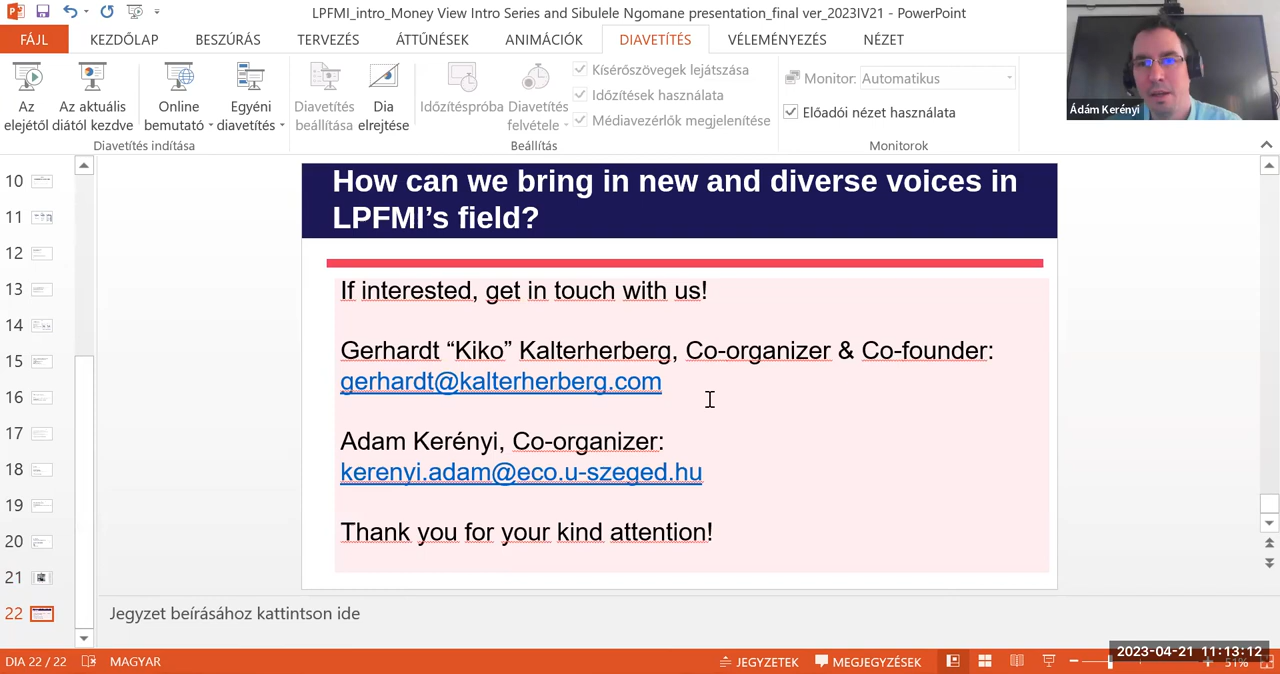 LPFMI_intro_Money View Intro Series and Sibulele Ngomane presentation_final ver_2023IV21 - PowerPoint
FÁJL KEZDŐLAP BESZÚRÁS TERVEZÉS ÁTTŰNÉSEK ANIMÁCIÓK DIAVETÍTÉS VÉLEMÉNYEZÉS NÉZET
Az elejétől
Az aktuális diától kezdve
Online bemutató
Egyéni diavetítés
Diavetítés indítása
Diavetítés beállítása
Dia elrejtése
Időzítéspróba
Diavetítés felvétele
Kísérőszövegek lejátszása
Időzítések használata
Médiavezérlők megjelenítése
Beállítás
Monitor: Automatikus
Előadói nézet használata
Monitorok
Ádám Kerényi
10
11
12
13
14
15
16
17
18
19
20
21
22
How can we bring in new and diverse voices in
LPFMI’s field?
If interested, get in touch with us!
Gerhardt “Kiko” Kalterherberg, Co-organizer & Co-founder:
gerhardt@kalterherberg.com
Adam Kerényi, Co-organizer:
kerenyi.adam@eco.u-szeged.hu
Thank you for your kind attention!
Jegyzet beírásához kattintson ide
DIA 22 / 22 MAGYAR JEGYZETEK MEGJEGYZÉSEK 51%
2023-04-21 11:13:12